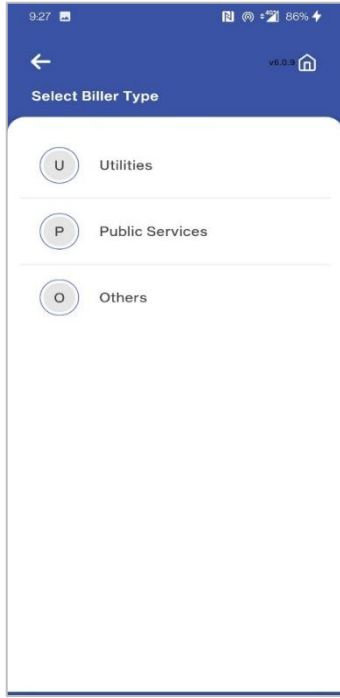 9:27 86%
v6.0.9
Select Biller Type
U Utilities
P Public Services
O Others